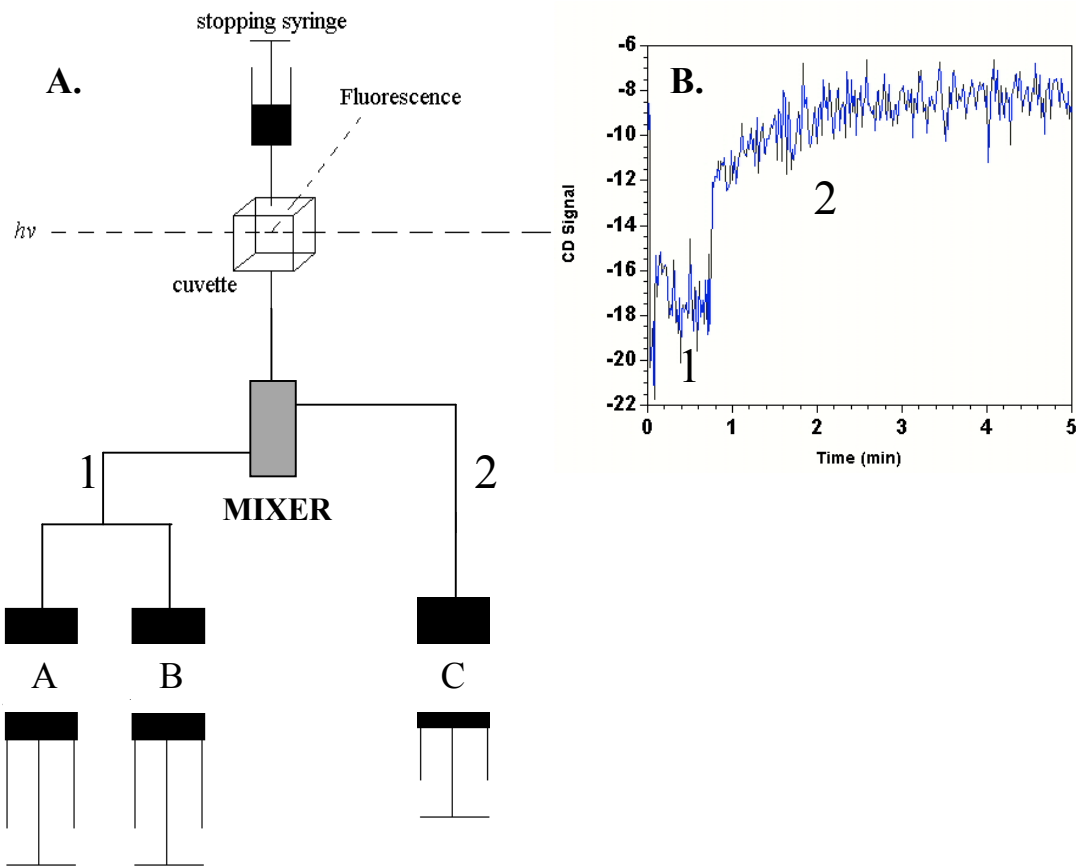 stopping syringe
A.
Fluorescence
hν
cuvette
1
2
MIXER
A
B
C
B.
-6
-8
-10
-12
-14
-16
-18
-20
-22
CD Signal
1
2
0
1
2
3
4
5
Time (min)